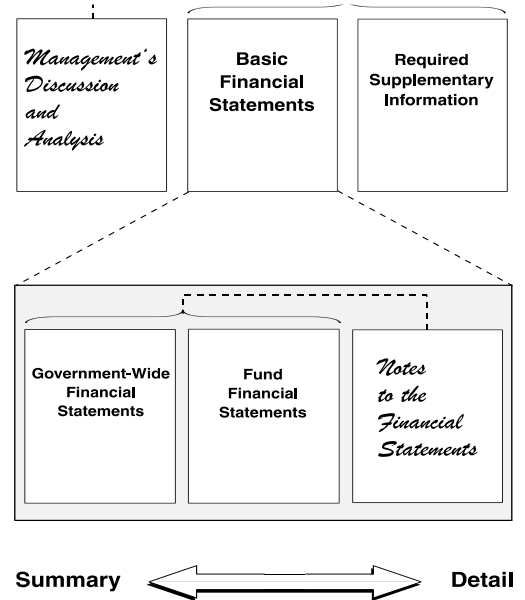 Management's
Discussion
and
Analysis
Basic
Financial
Statements
Required
Supplementary
Information
Government-Wide
Financial
Statements
Fund
Financial
Statements
Notes
to the
Financial
Statements
Summary
Detail